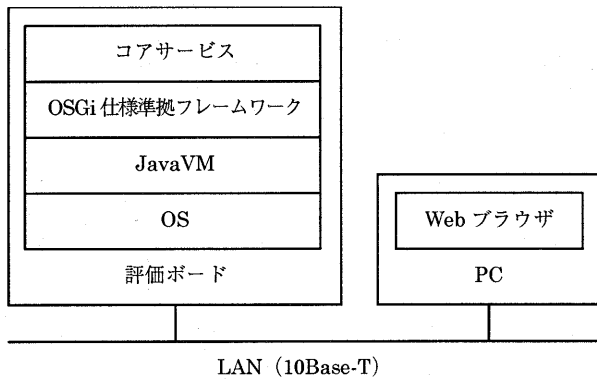 コアサービス
OSGi 仕様準拠フレームワーク
JavaVM
OS
評価ボード
Web ブラウザ
PC
LAN（10Base-T）